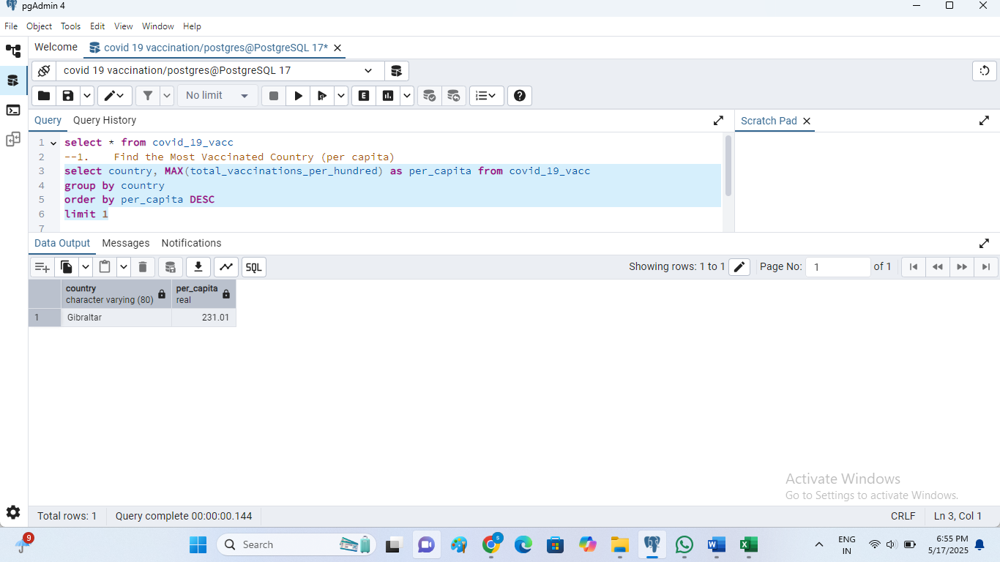 pgAdmin 4
File Object Tools Edit View Window Help
Welcome covid 19 vaccination/postgres@PostgreSQL 17*
covid 19 vaccination/postgres@PostgreSQL 17
No limit E
Query Query History Scratch Pad
1 select * from covid_19_vacc
2 --1. Find the Most Vaccinated Country (per capita)
3 select country, MAX(total_vaccinations_per_hundred) as per_capita from covid_19_vacc
4 group by country
5 order by per_capita DESC
6 limit 1
7
Data Output Messages Notifications
SQL Showing rows: 1 to 1 Page No: 1 of 1
country per_capita
character varying (80) real
1 Gibraltar 231.01
Activate Windows
Go to Settings to activate Windows.
Total rows: 1 Query complete 00:00:00.144 CRLF Ln 3, Col 1
9 Search S W X ENG 6:55 PM
IN 5/17/2025